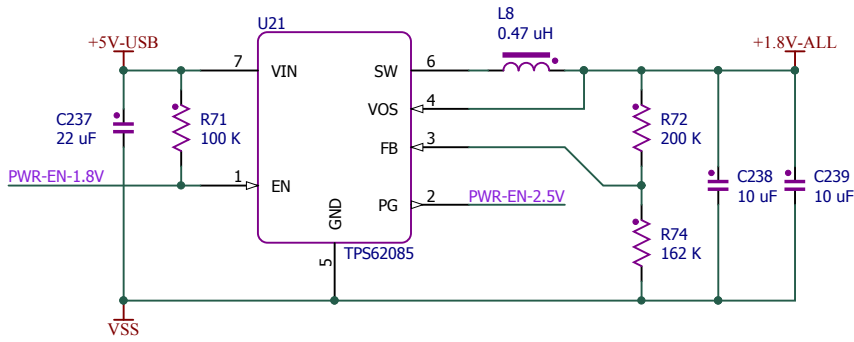 +5V-USB
U21
L8
0.47 uH
+1.8V-ALL
7
VIN
SW
6
C237
22 uF
R71
100 K
VOS
4
R72
200 K
FB
3
PWR-EN-1.8V
1
EN
C238
10 uF
C239
10 uF
PG
2
PWR-EN-2.5V
GND
R74
162 K
5
TPS62085
VSS